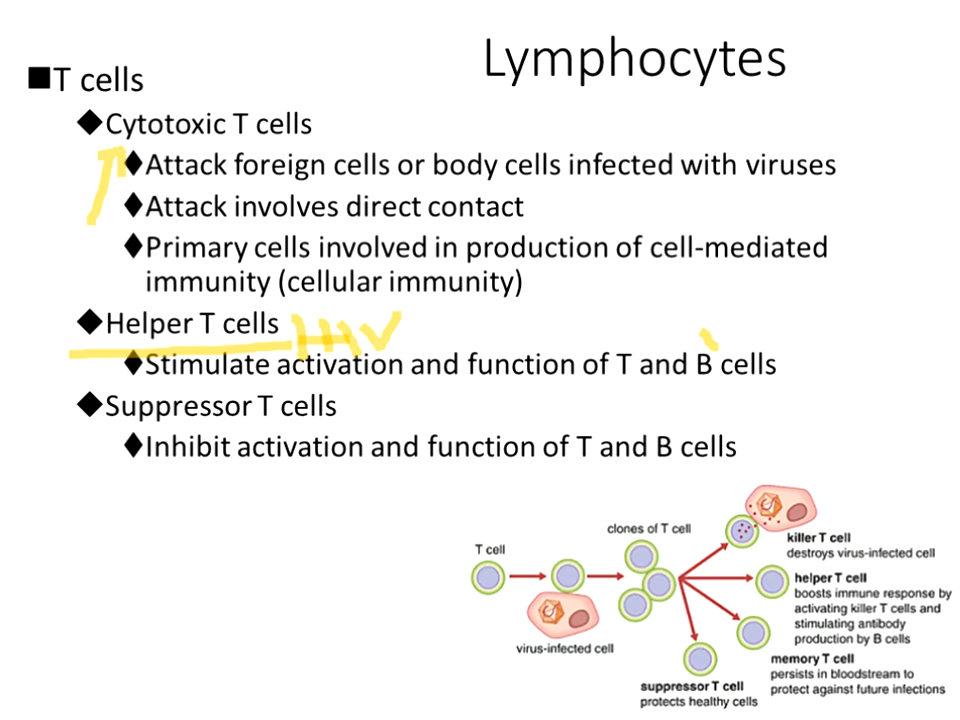 Lymphocytes
T cells
Cytotoxic T cells
Attack foreign cells or body cells infected with viruses
Attack involves direct contact
Primary cells involved in production of cell-mediated
immunity (cellular immunity)
Helper T cells HIV
Stimulate activation and function of T and B cells
Suppressor T cells
Inhibit activation and function of T and B cells
T cell
virus-infected cell
clones of T cell
killer T cell
destroys virus-infected cell
helper T cell
boosts immune response by
activating killer T cells and
stimulating antibody
production by B cells
memory T cell
persists in bloodstream to
protect against future infections
suppressor T cell
protects healthy cells